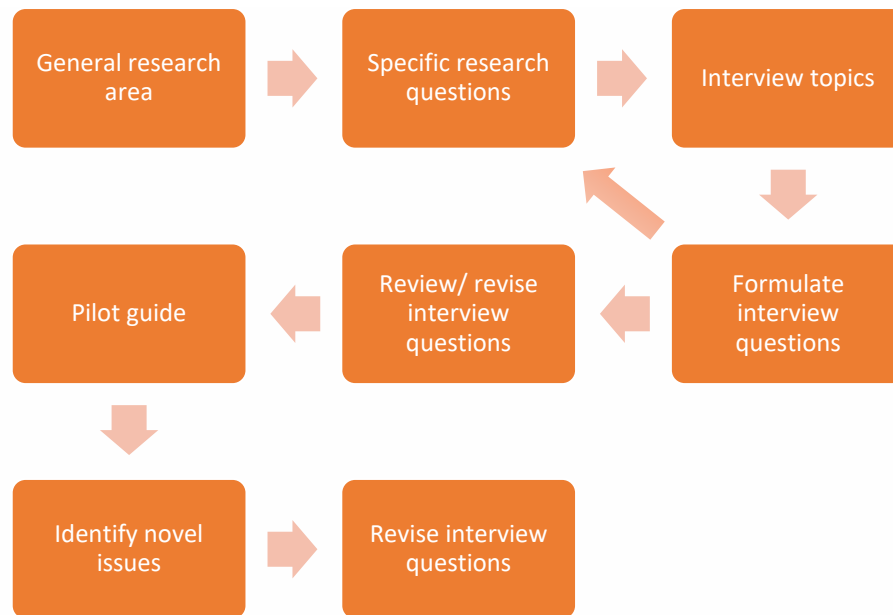 General research
area
Specific research
questions
Interview topics
Formulate
interview
questions
Review/ revise
interview
questions
Pilot guide
Identify novel
issues
Revise interview
questions